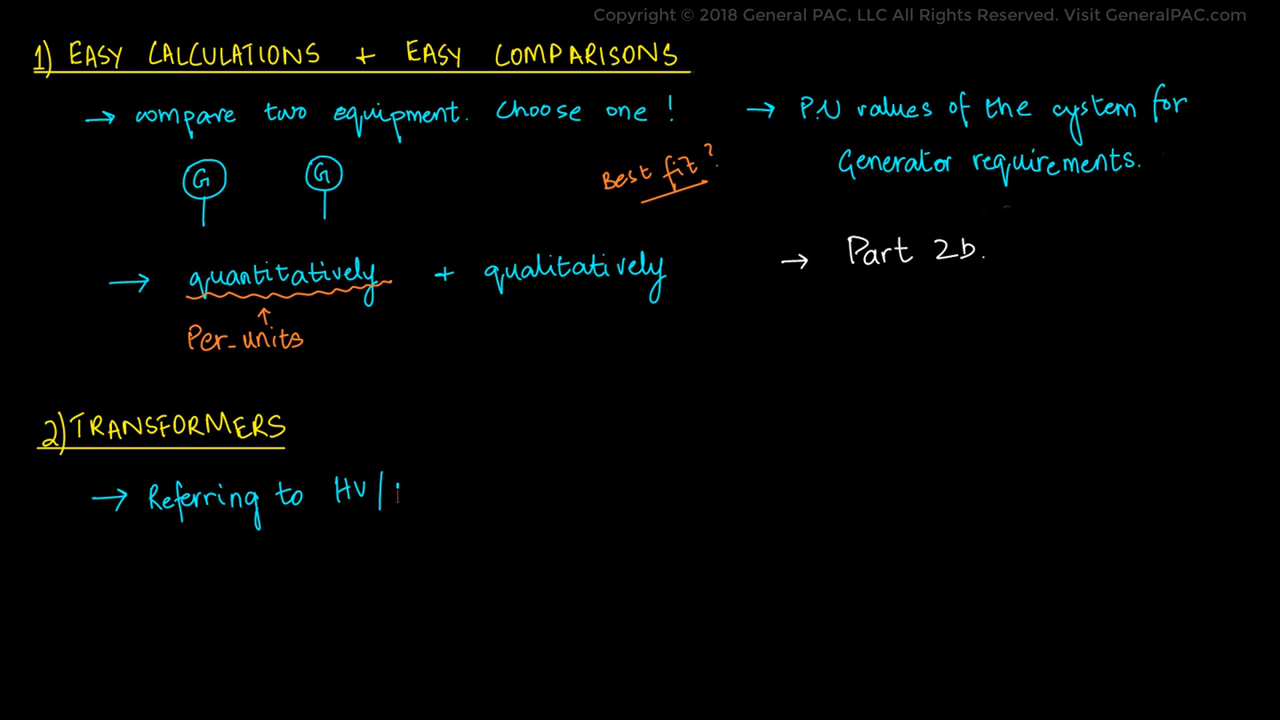 Copyright © 2018 General PAC, LLC All Rights Reserved. Visit GeneralPAC.com
1) EASY CALCULATIONS + EASY COMPARISONS
→ compare two equipment. Choose one!
G G
Best fit?
→ quantitatively + qualitatively
↑
Per-units
→ P.U values of the system for
Generator requirements.
→ Part 2b.
2) TRANSFORMERS
→ Referring to HV/